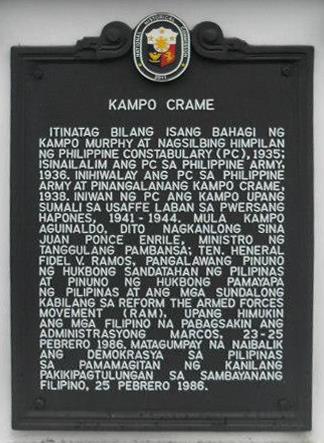 NATIONAL HISTORICAL COMMISSION
2011
KAMPO CRAME
ITINATAG BILANG ISANG BAHAGI NG
KAMPO MURPHY AT NAGSILBING HIMPILAN
NG PHILIPPINE CONSTABULARY (PC), 1935;
ISINAILALIM ANG PC SA PHILIPPINE ARMY,
1936. INIHIWALAY ANG PC SA PHILIPPINE
ARMY AT PINANGALANANG KAMPO CRAME,
1938. INIWAN NG PC ANG KAMPO UPANG
SUMALI SA USAFFE LABAN SA PWERSANG
HAPONES, 1941-1944. MULA KAMPO
AGUINALDO, DITO NAGKANLONG SINA
JUAN PONCE ENRILE, MINISTRO NG
TANGGULANG PAMBANSA; TEN. HENERAL
FIDEL V. RAMOS, PANGALAWANG PINUNO
NG HUKBONG SANDATAHAN NG PILIPINAS
AT PINUNO NG HUKBONG PAMAYAPA
NG PILIPINAS AT ANG MGA SUNDALONG
KABILANG SA REFORM THE ARMED FORCES
MOVEMENT (RAM), UPANG HIMUKIN
ANG MGA FILIPINO NA PABAGSAKIN ANG
ADMINISTRASYONG MARCOS, 23-25
PEBRERO 1986. MATAGUMPAY NA NAIBALIK
ANG DEMOKRASYA SA PILIPINAS
SA PAMAMAGITAN NG KANILANG
PAKIKIPAGTULUNGAN SA SAMBAYANANG
FILIPINO, 25 PEBRERO 1986.